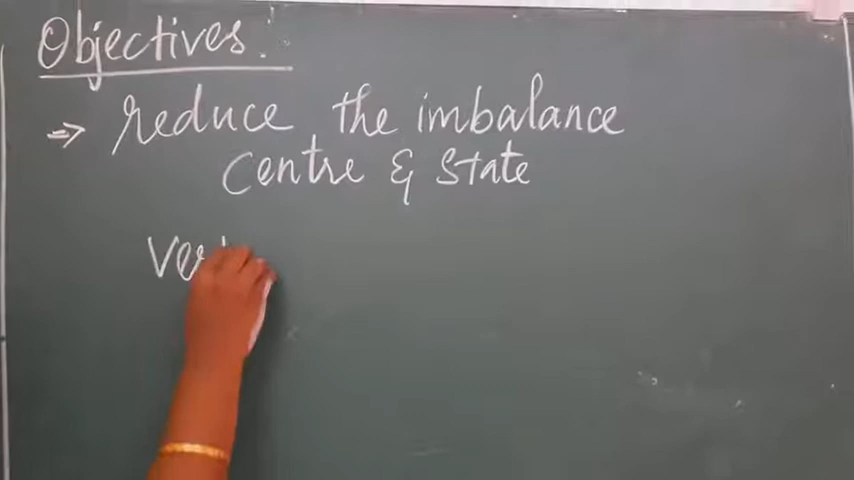 Objectives.
⇒ reduce the imbalance
Centre & State